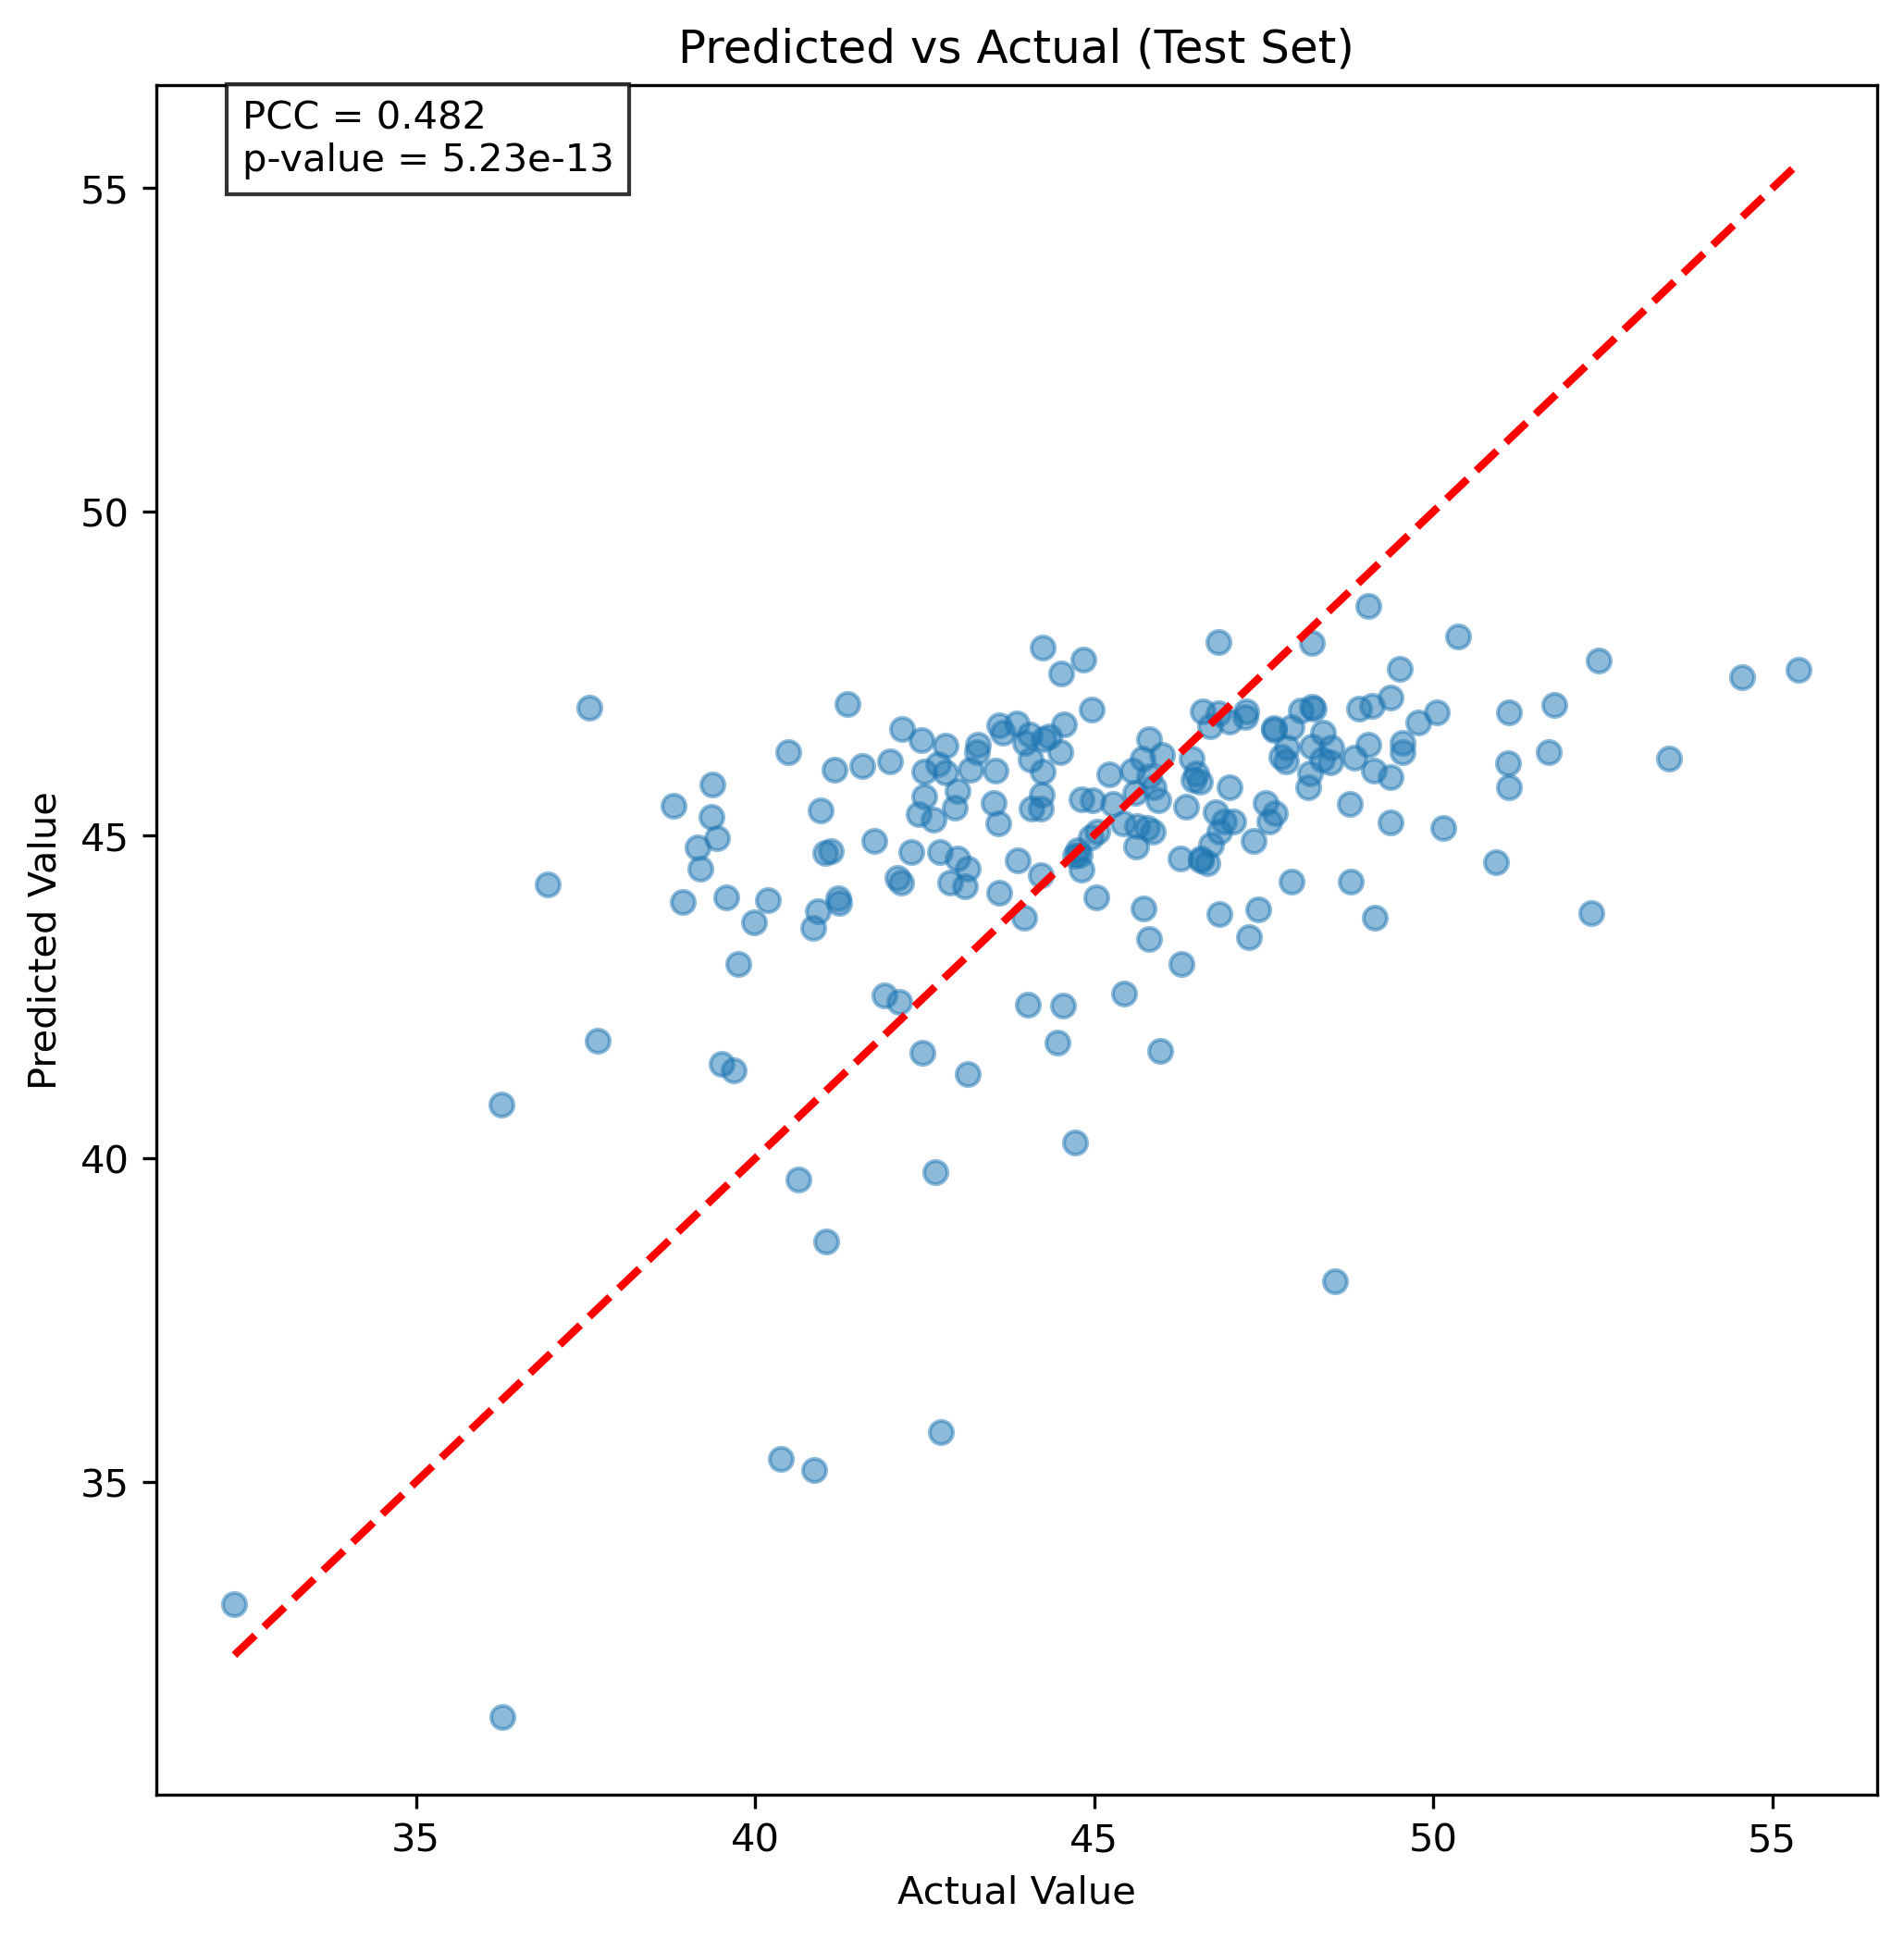 Predicted vs Actual (Test Set)
PCC = 0.482
p-value = 5.23e-13
55
50
45
40
35
Predicted Value
35
40
45
50
55
Actual Value